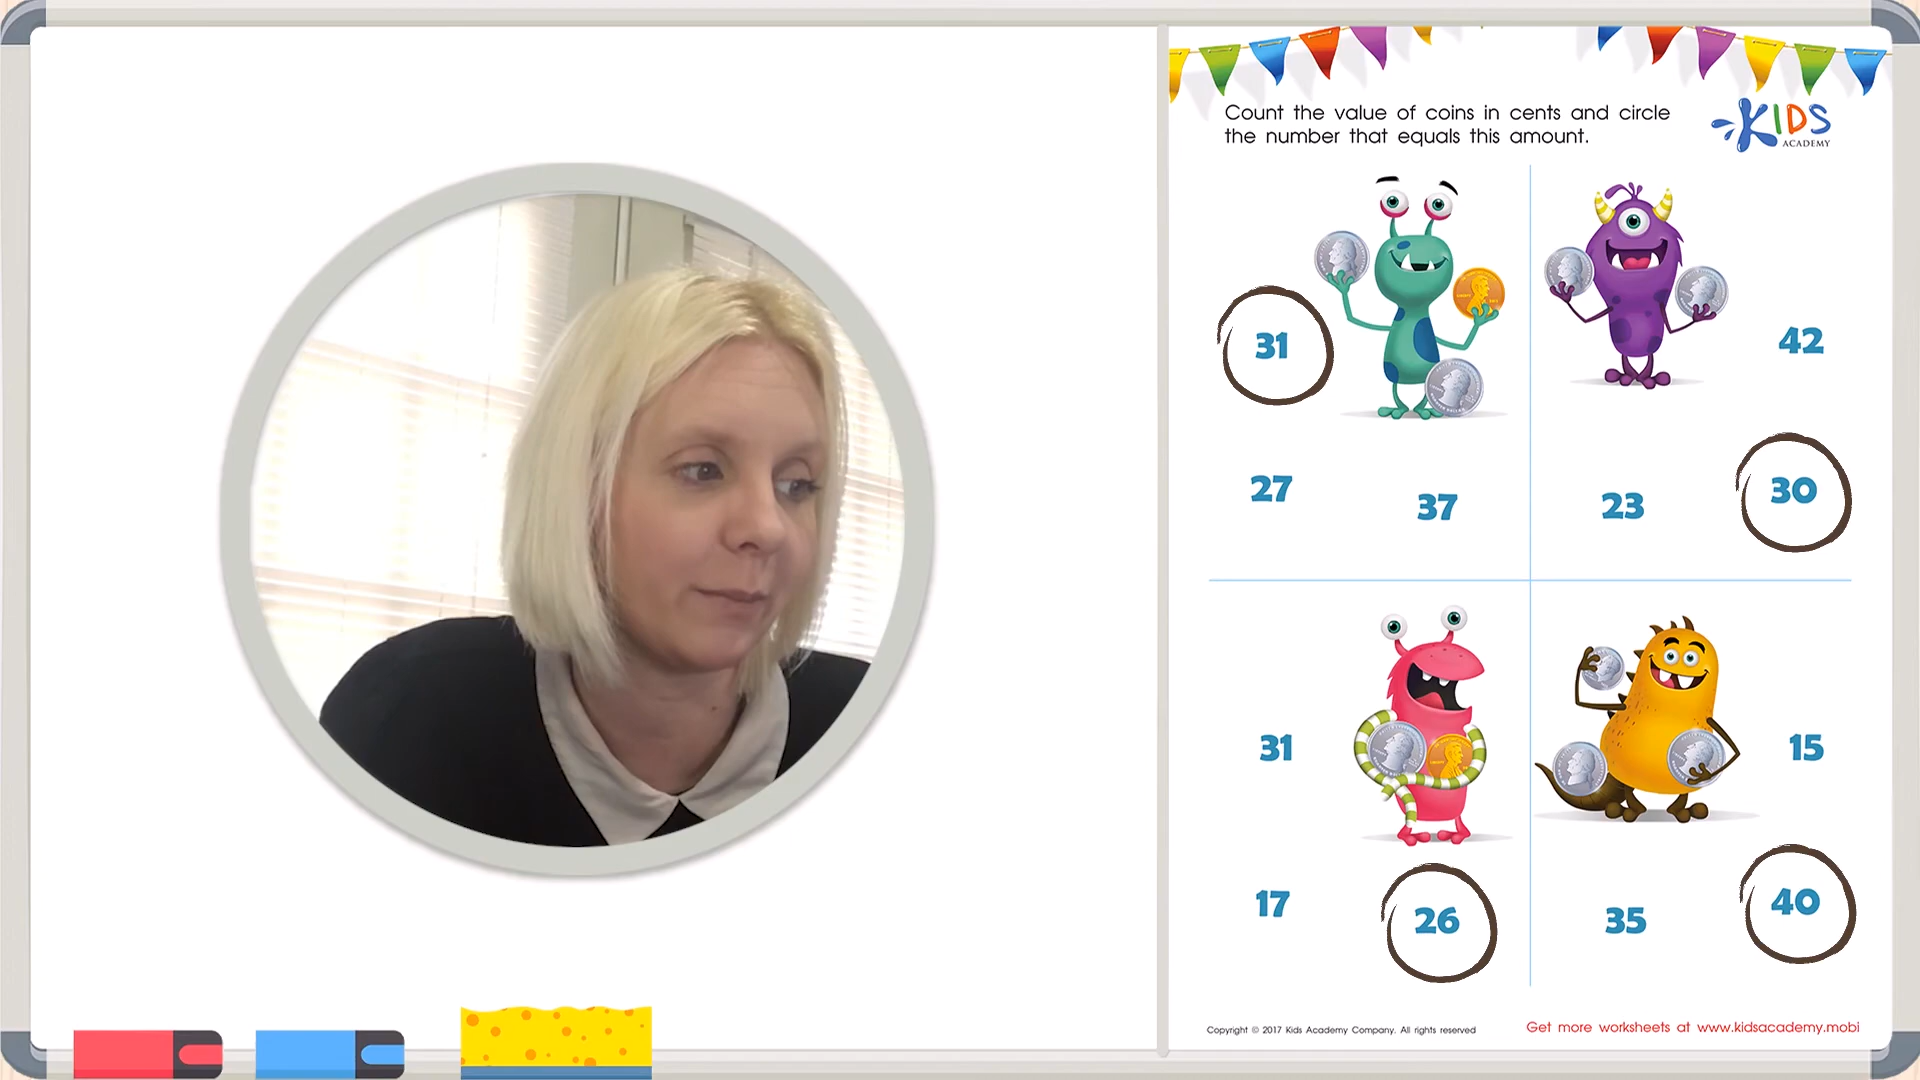 Count the value of coins in cents and circle
the number that equals this amount.
KIDS
ACADEMY
31
27
37
42
23
30
31
17
26
15
35
40
Copyright © 2017 Kids Academy Company. All rights reserved
Get more worksheets at www.kidsacademy.mobi